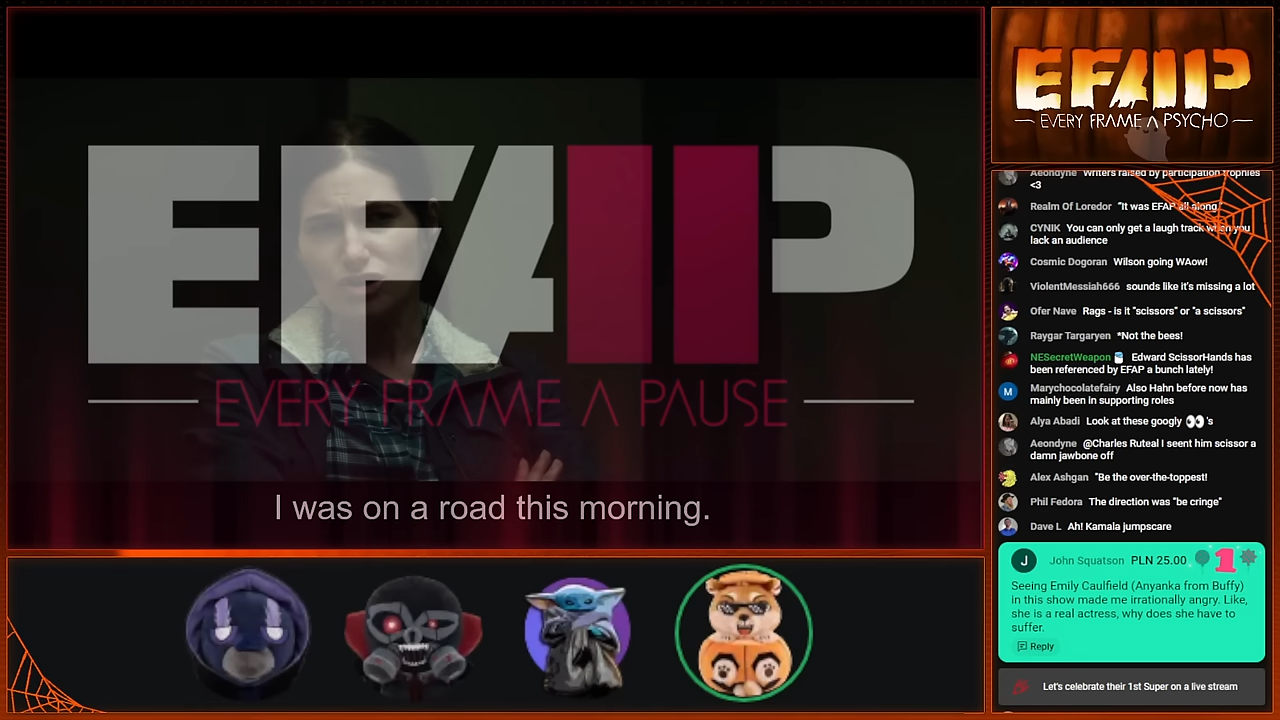 EFAP
EVERY FRAME A PAUSE
I was on a road this morning.
EFAP
EVERY FRAME A PSYCHO
Aeondyne Writers raised by participation trophies
<3
Realm Of Loredor "It was EFAP all along."
CYNIK You can only get a laugh track when you
lack an audience
Cosmic Dogoran Wilson going WAow!
ViolentMessiah666 sounds like it's missing a lot
Ofer Nave Rags - is it "scissors" or "a scissors"
Raygar Targaryen *Not the bees!
NESecretWeapon Edward ScissorHands has
been referenced by EFAP a bunch lately!
M
Marychocolatefairy Also Hahn before now has
mainly been in supporting roles
Alya Abadi Look at these googly 👀's
Aeondyne @Charles Ruteal I seent him scissor a
damn jawbone off
Alex Ashgan "Be the over-the-toppest!
Phil Fedora The direction was "be cringe"
Dave L Ah! Kamala jumpscare
J John Squatson PLN 25.00 1
Seeing Emily Caulfield (Anyanka from Buffy)
in this show made me irrationally angry. Like,
she is a real actress, why does she have to
suffer.
Reply
Let's celebrate their 1st Super on a live stream